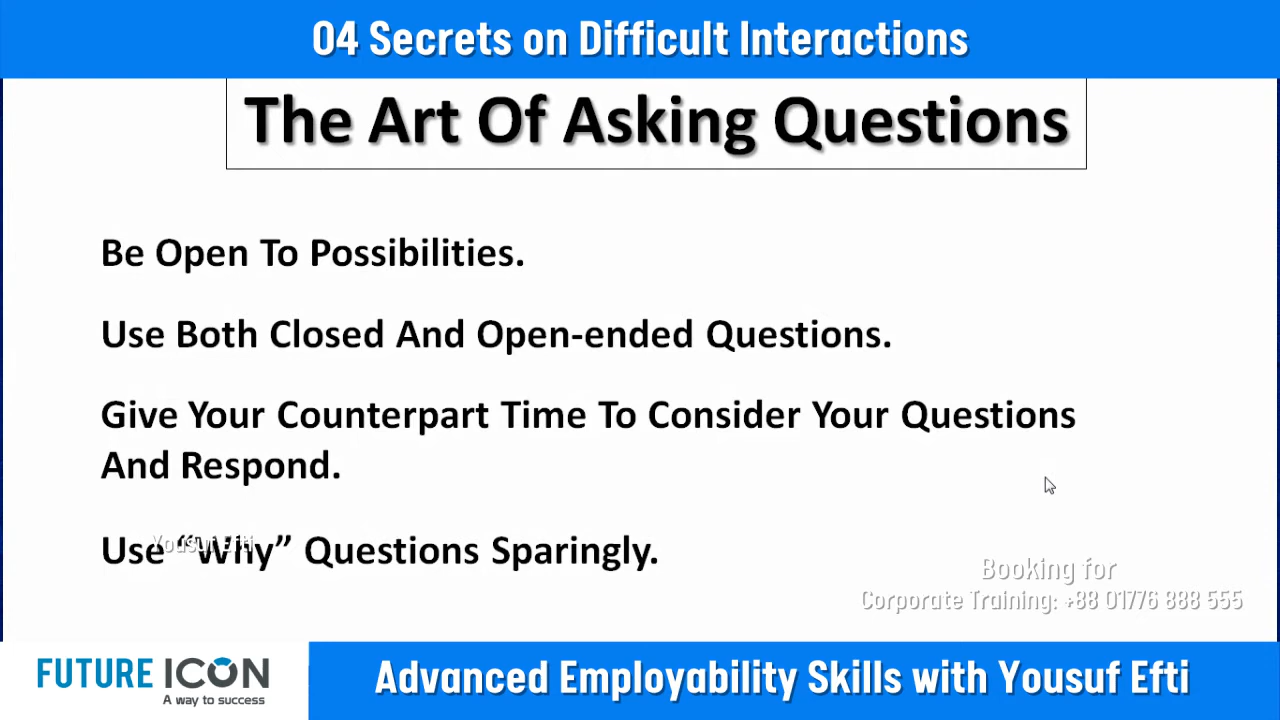 04 Secrets on Difficult Interactions
The Art Of Asking Questions
Be Open To Possibilities.
Use Both Closed And Open-ended Questions.
Give Your Counterpart Time To Consider Your Questions
And Respond.
Use “Why” Questions Sparingly.
Yousuf Efti
Booking for
Corporate Training: +88 01776 888 555
FUTURE ICON
A way to success
Advanced Employability Skills with Yousuf Efti